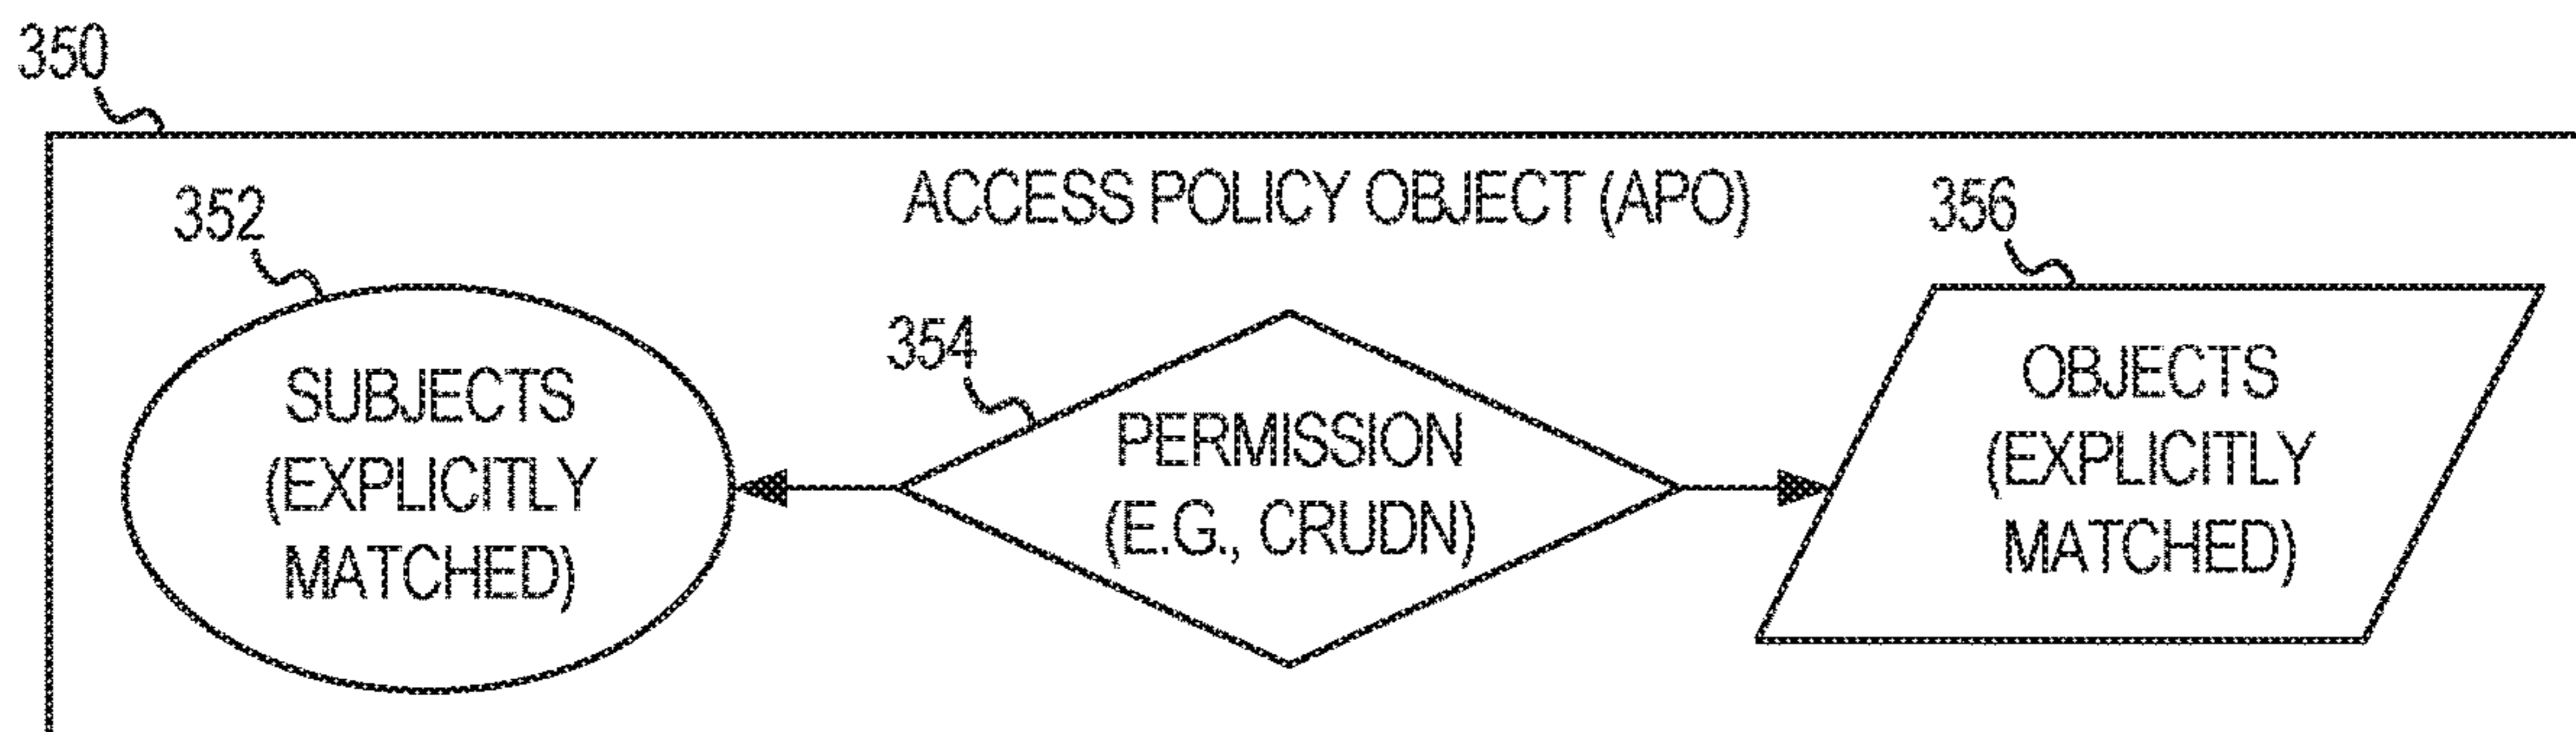 350
ACCESS POLICY OBJECT (APO)
352
356
354
SUBJECTS
(EXPLICITLY
MATCHED)
PERMISSION
(E.G., CRUDN)
OBJECTS
(EXPLICITLY
MATCHED)